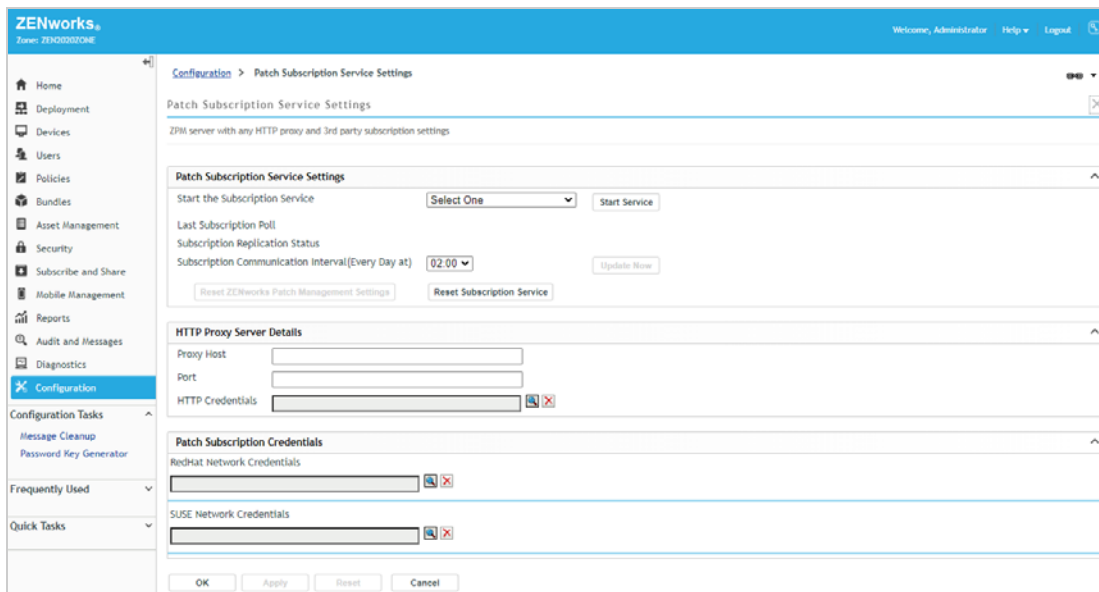 ZENworks®
Zone: ZEN2020ZONE
Welcome, Administrator Help Logout
Home
Deployment
Devices
Users
Policies
Bundles
Asset Management
Security
Subscribe and Share
Mobile Management
Reports
Audit and Messages
Diagnostics
Configuration
Configuration Tasks
Message Cleanup
Password Key Generator
Frequently Used
Quick Tasks
Configuration > Patch Subscription Service Settings
Patch Subscription Service Settings
ZPM server with any HTTP proxy and 3rd party subscription settings
Patch Subscription Service Settings
Start the Subscription Service Select One Start Service
Last Subscription Poll
Subscription Replication Status
Subscription Communication Interval(Every Day at) 02:00 Update Now
Reset ZENworks Patch Management Settings Reset Subscription Service
HTTP Proxy Server Details
Proxy Host
Port
HTTP Credentials
Patch Subscription Credentials
RedHat Network Credentials
SUSE Network Credentials
OK Apply Reset Cancel